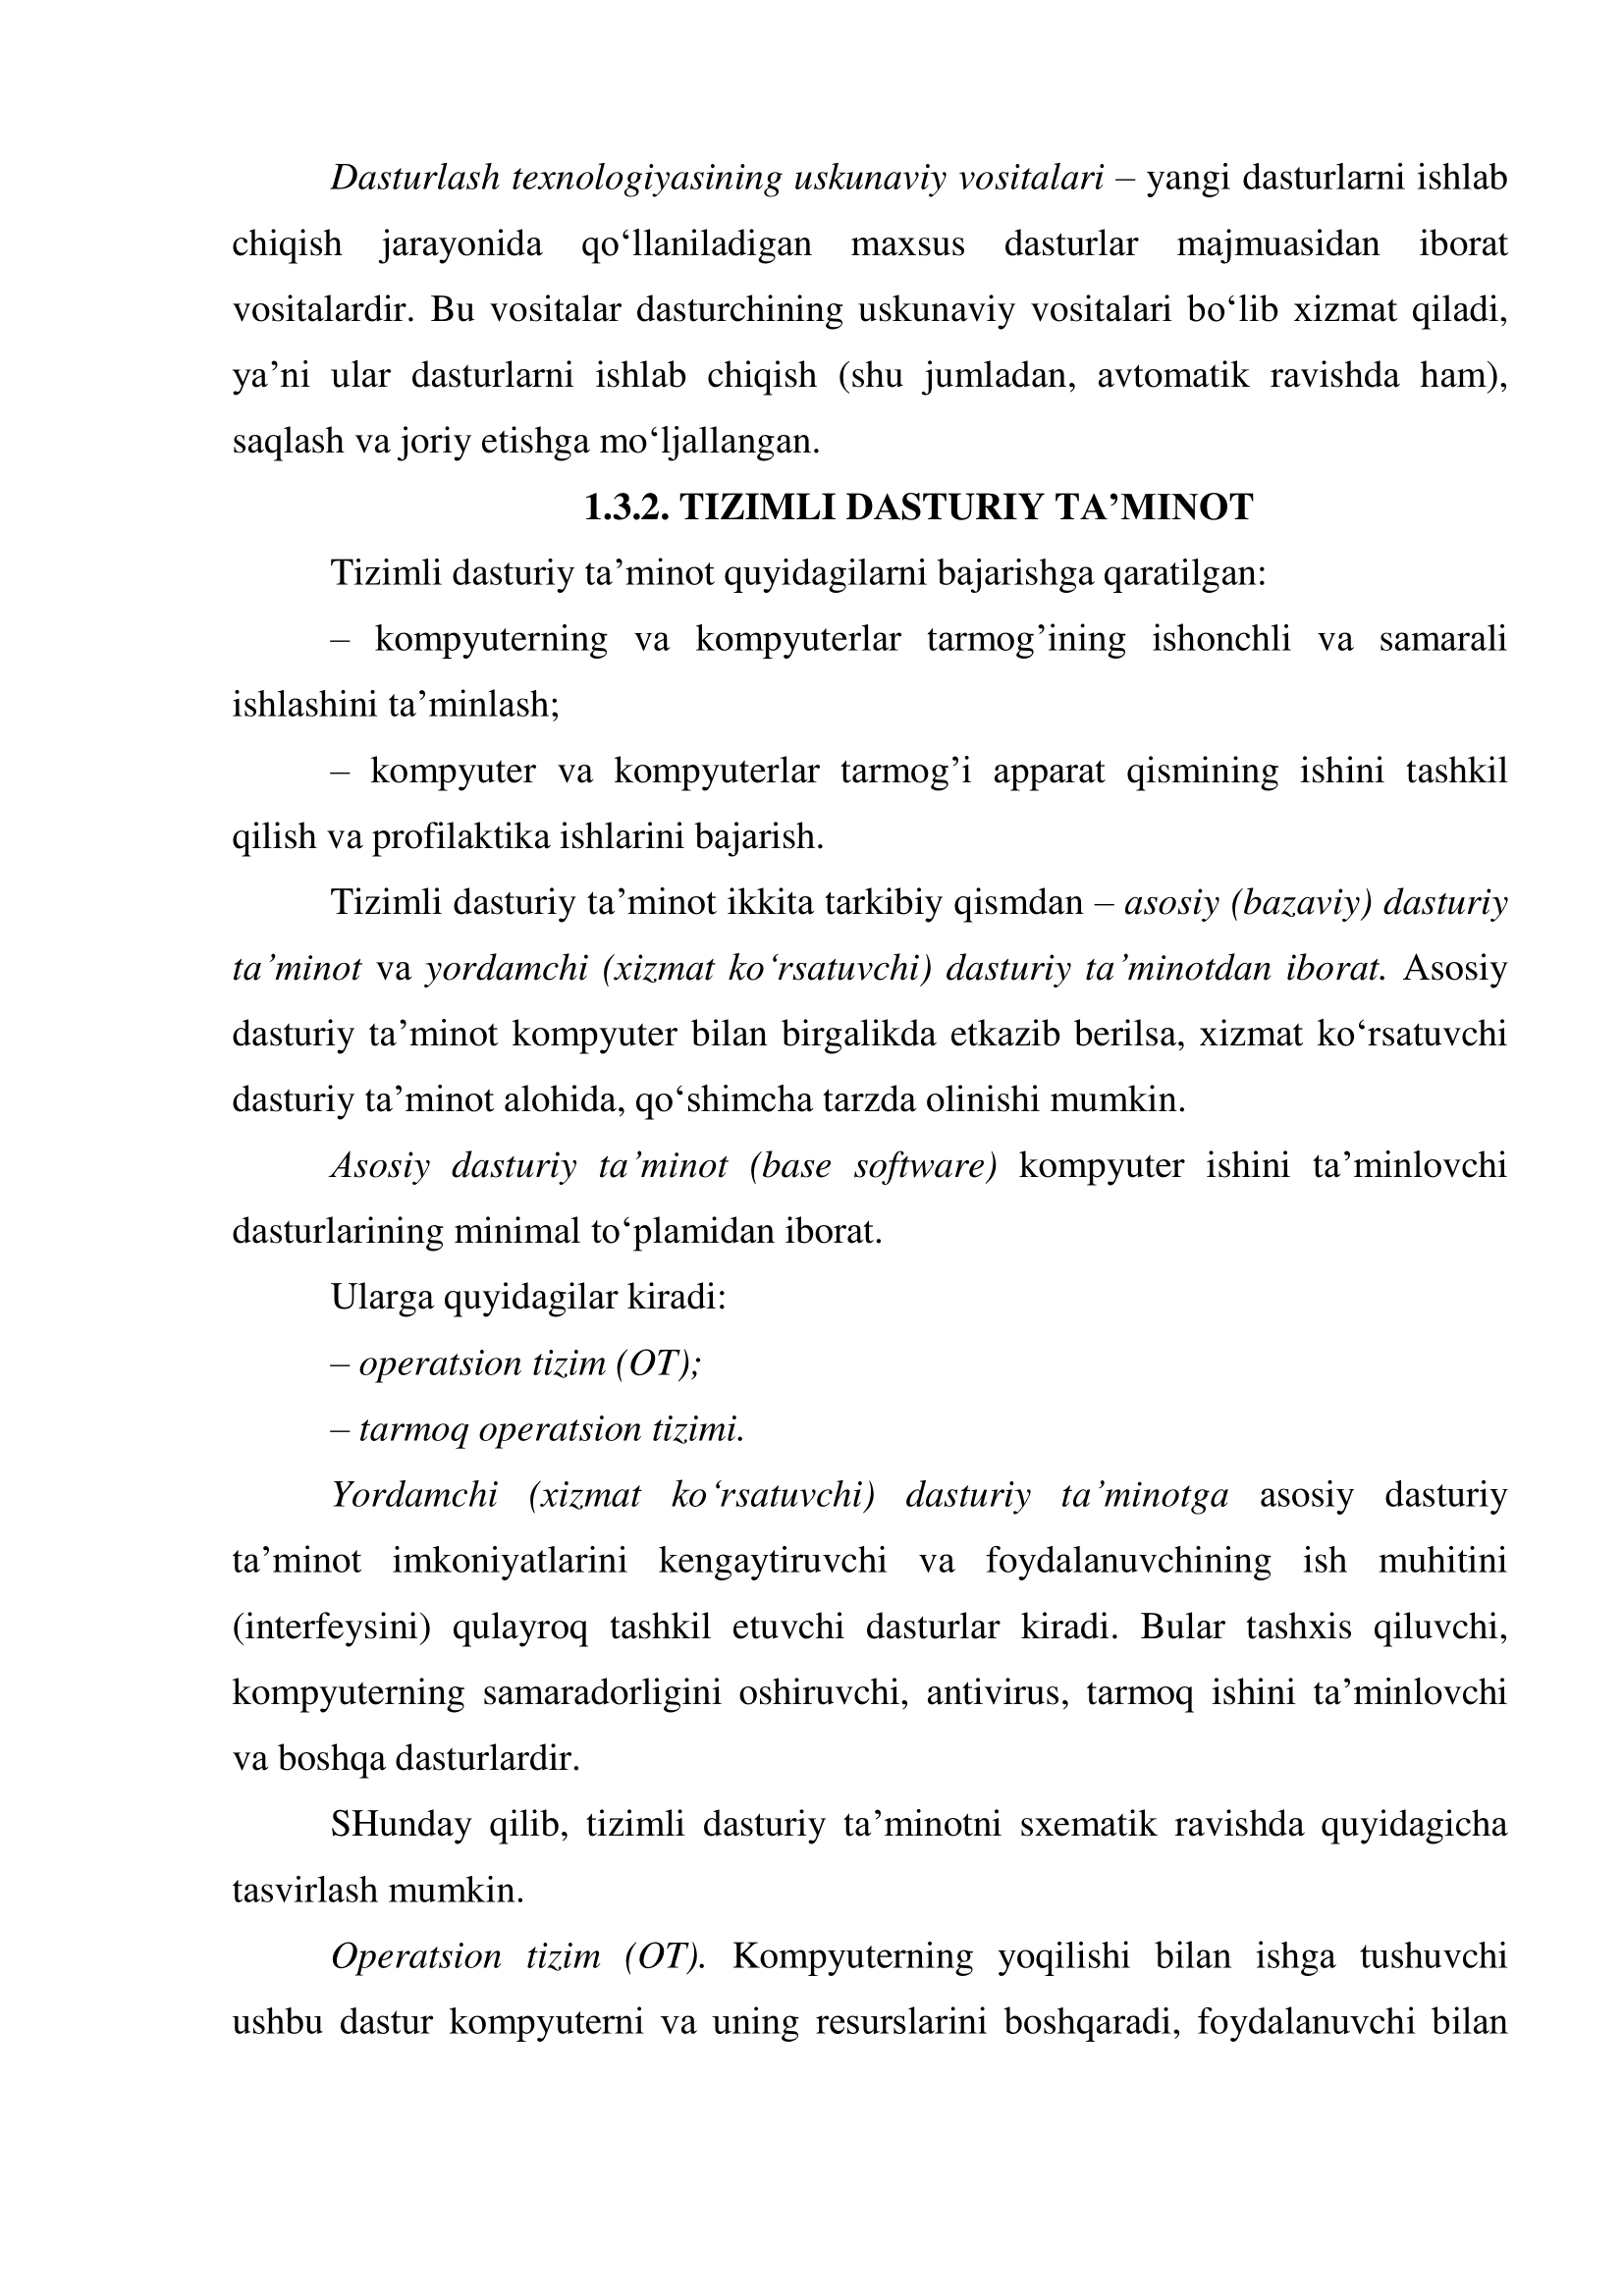 Dasturlash texnologiyasining uskunaviy vositalari – yangi dasturlarni ishlab
chiqish jarayonida qo‘llaniladigan maxsus dasturlar majmuasidan iborat
vositalardir. Bu vositalar dasturchining uskunaviy vositalari bo‘lib xizmat qiladi,
ya’ni ular dasturlarni ishlab chiqish (shu jumladan, avtomatik ravishda ham),
saqlash va joriy etishga mo‘ljallangan.
1.3.2. TIZIMLI DASTURIY TA’MINOT
Tizimli dasturiy ta’minot quyidagilarni bajarishga qaratilgan:
– kompyuterning va kompyuterlar tarmog’ining ishonchli va samarali
ishlashini ta’minlash;
– kompyuter va kompyuterlar tarmog’i apparat qismining ishini tashkil
qilish va profilaktika ishlarini bajarish.
Tizimli dasturiy ta’minot ikkita tarkibiy qismdan – asosiy (bazaviy) dasturiy
ta’minot va yordamchi (xizmat ko‘rsatuvchi) dasturiy ta’minotdan iborat. Asosiy
dasturiy ta’minot kompyuter bilan birgalikda etkazib berilsa, xizmat ko‘rsatuvchi
dasturiy ta’minot alohida, qo‘shimcha tarzda olinishi mumkin.
Asosiy dasturiy ta’minot (base software) kompyuter ishini ta’minlovchi
dasturlarining minimal to‘plamidan iborat.
Ularga quyidagilar kiradi:
– operatsion tizim (OT);
– tarmoq operatsion tizimi.
Yordamchi (xizmat ko‘rsatuvchi) dasturiy ta’minotga asosiy dasturiy
ta’minot imkoniyatlarini kengaytiruvchi va foydalanuvchining ish muhitini
(interfeysini) qulayroq tashkil etuvchi dasturlar kiradi. Bular tashxis qiluvchi,
kompyuterning samaradorligini oshiruvchi, antivirus, tarmoq ishini ta’minlovchi
va boshqa dasturlardir.
SHunday qilib, tizimli dasturiy ta’minotni sxematik ravishda quyidagicha
tasvirlash mumkin.
Operatsion tizim (OT). Kompyuterning yoqilishi bilan ishga tushuvchi
ushbu dastur kompyuterni va uning resurslarini boshqaradi, foydalanuvchi bilan